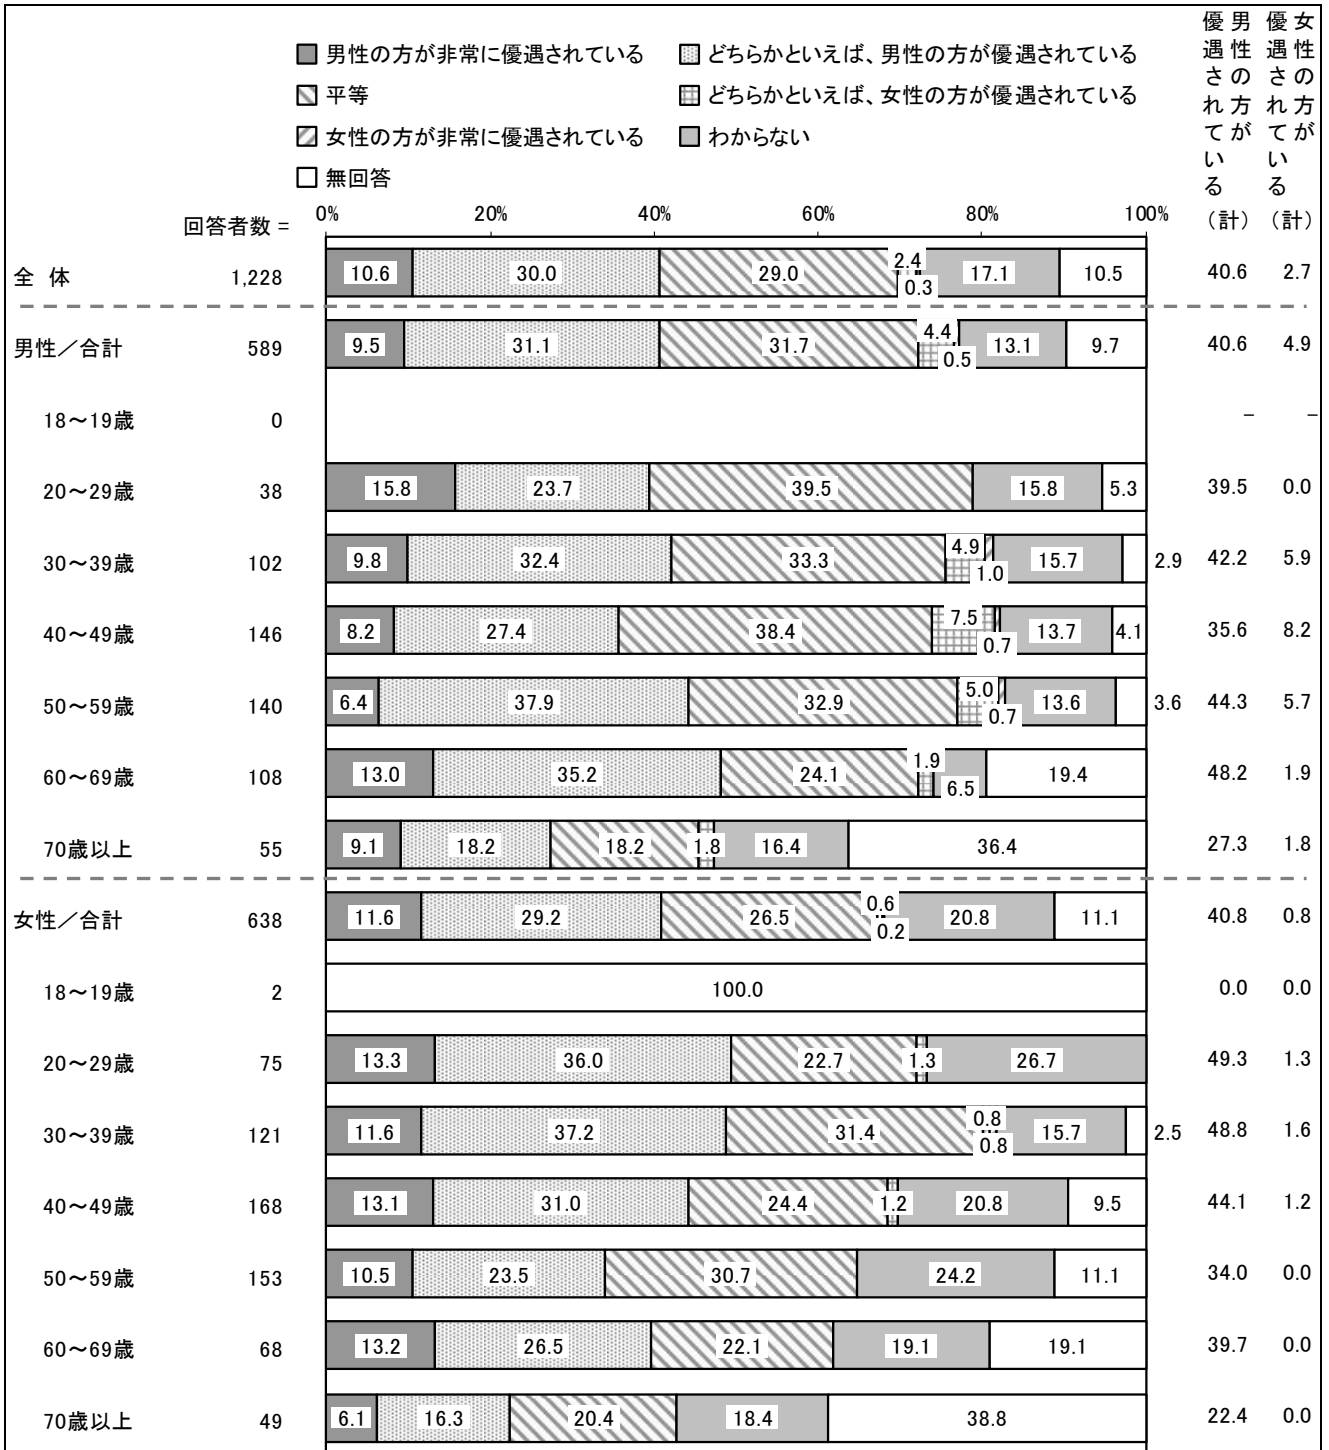 男性の方が優遇されている（計）
女性の方が優遇されている（計）
男性の方が非常に優遇されている　どちらかといえば、男性の方が優遇されている
平等　どちらかといえば、女性の方が優遇されている
女性の方が非常に優遇されている　わからない
無回答
回答者数 = 0% 20% 40% 60% 80% 100%
全 体 1,228 10.6 30.0 29.0 2.4 0.3 17.1 10.5 40.6 2.7
男性／合計 589 9.5 31.1 31.7 4.4 0.5 13.1 9.7 40.6 4.9
18～19歳 0 － －
20～29歳 38 15.8 23.7 39.5 15.8 5.3 39.5 0.0
30～39歳 102 9.8 32.4 33.3 4.9 1.0 15.7 2.9 42.2 5.9
40～49歳 146 8.2 27.4 38.4 7.5 0.7 13.7 4.1 35.6 8.2
50～59歳 140 6.4 37.9 32.9 5.0 0.7 13.6 3.6 44.3 5.7
60～69歳 108 13.0 35.2 24.1 1.9 6.5 19.4 48.2 1.9
70歳以上 55 9.1 18.2 18.2 1.8 16.4 36.4 27.3 1.8
女性／合計 638 11.6 29.2 26.5 0.6 0.2 20.8 11.1 40.8 0.8
18～19歳 2 100.0 0.0 0.0
20～29歳 75 13.3 36.0 22.7 1.3 26.7 49.3 1.3
30～39歳 121 11.6 37.2 31.4 0.8 0.8 15.7 2.5 48.8 1.6
40～49歳 168 13.1 31.0 24.4 1.2 20.8 9.5 44.1 1.2
50～59歳 153 10.5 23.5 30.7 24.2 11.1 34.0 0.0
60～69歳 68 13.2 26.5 22.1 19.1 19.1 39.7 0.0
70歳以上 49 6.1 16.3 20.4 18.4 38.8 22.4 0.0